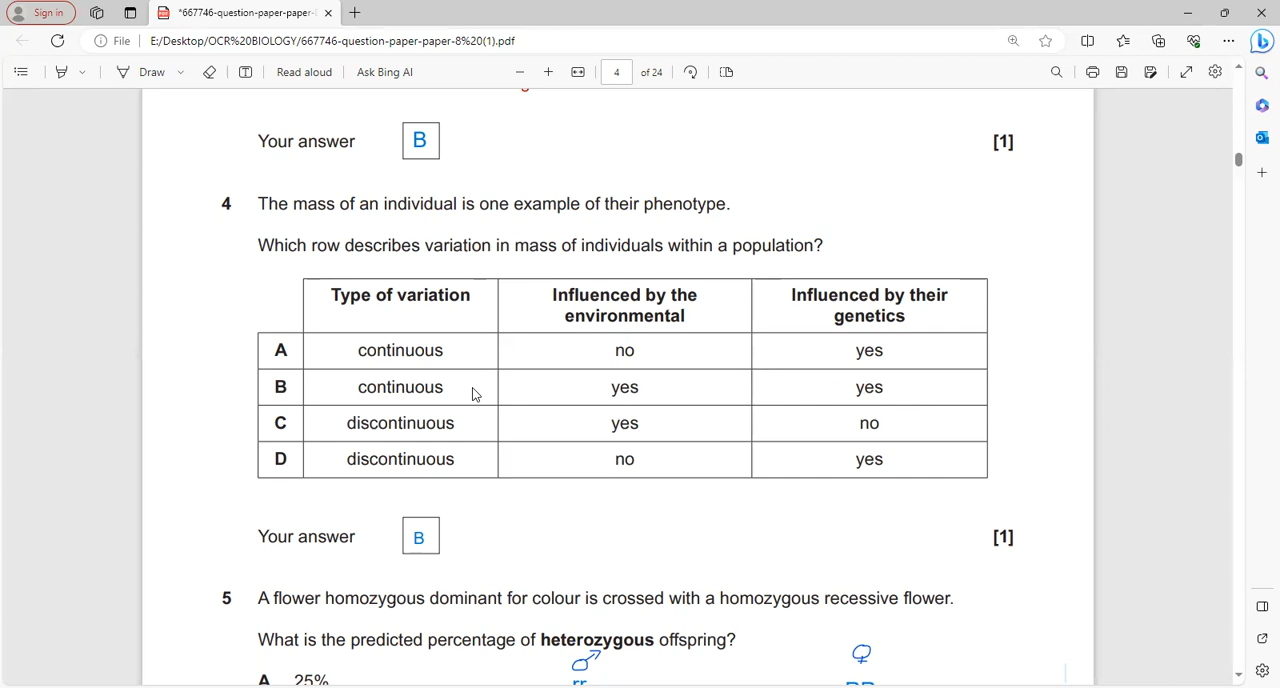 Sign in
*667746-question-paper-paper-
File
E:/Desktop/OCR%20BIOLOGY/667746-question-paper-paper-8%20(1).pdf
Draw
Read aloud
Ask Bing AI
4 of 24
Your answer B [1]
4 The mass of an individual is one example of their phenotype.
Which row describes variation in mass of individuals within a population?
Type of variation Influenced by the environmental Influenced by their genetics
A continuous no yes
B continuous yes yes
C discontinuous yes no
D discontinuous no yes
Your answer B [1]
5 A flower homozygous dominant for colour is crossed with a homozygous recessive flower.
What is the predicted percentage of heterozygous offspring?
♂ ♀
A 25%